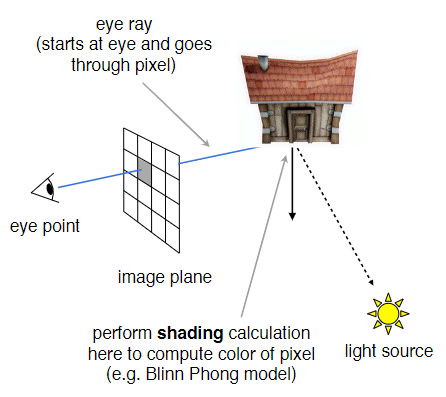 eye ray
(starts at eye and goes
through pixel)
eye point
image plane
perform shading calculation
here to compute color of pixel
(e.g. Blinn Phong model)
light source